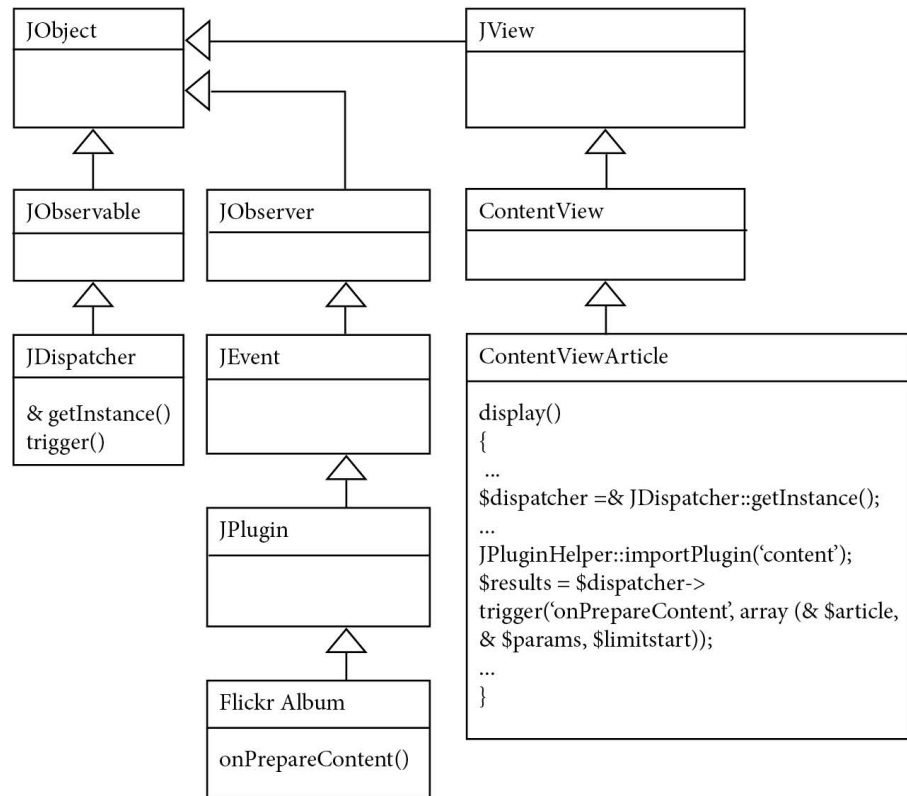 JObject
JView
JObservable
JObserver
ContentView
JDispatcher
& getInstance()
trigger()
JEvent
ContentViewArticle
display()
{
...
$dispatcher =& JDispatcher::getInstance();
...
JPluginHelper::importPlugin(‘content’);
$results = $dispatcher->
trigger(‘onPrepareContent’, array (& $article,
& $params, $limitstart));
...
}
JPlugin
Flickr Album
onPrepareContent()